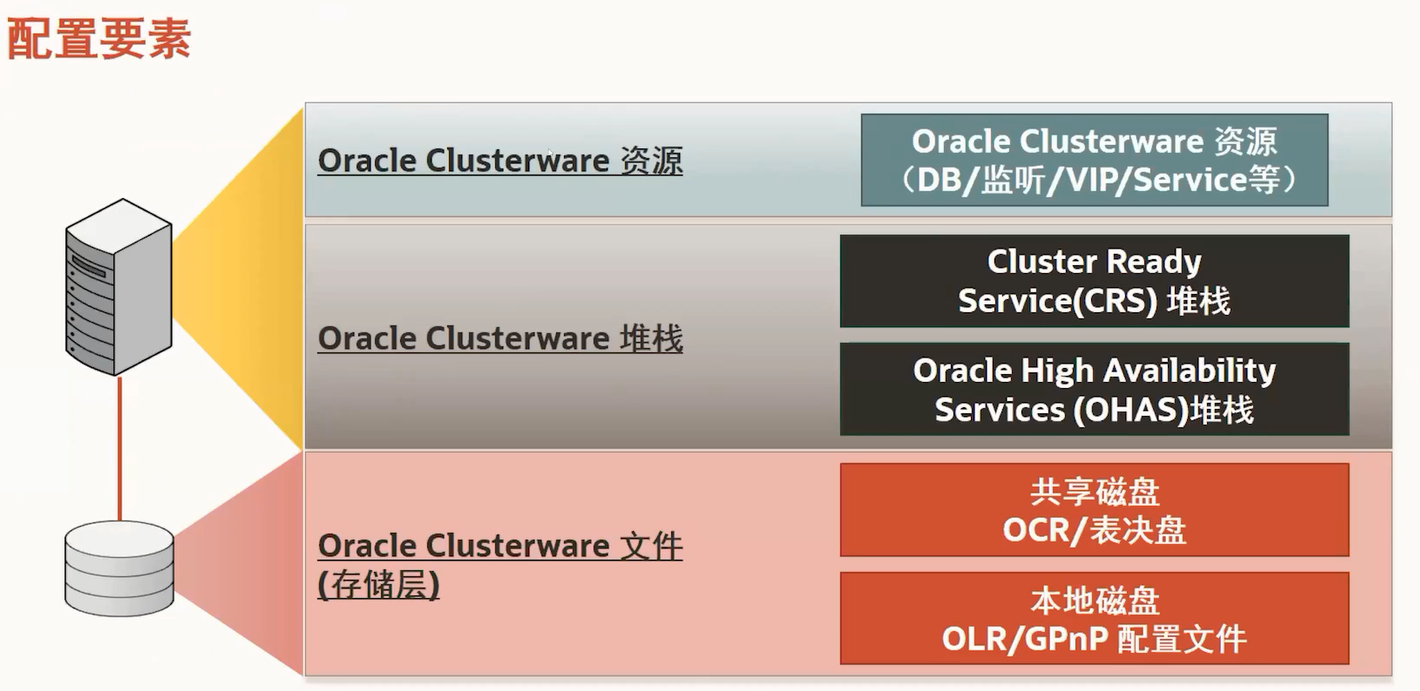 配置要素
Oracle Clusterware 资源
Oracle Clusterware 资源
（DB/监听/VIP/Service等）
Oracle Clusterware 堆栈
Cluster Ready
Service(CRS) 堆栈
Oracle High Availability
Services (OHAS)堆栈
Oracle Clusterware 文件
(存储层)
共享磁盘
OCR/表决盘
本地磁盘
OLR/GPnP 配置文件